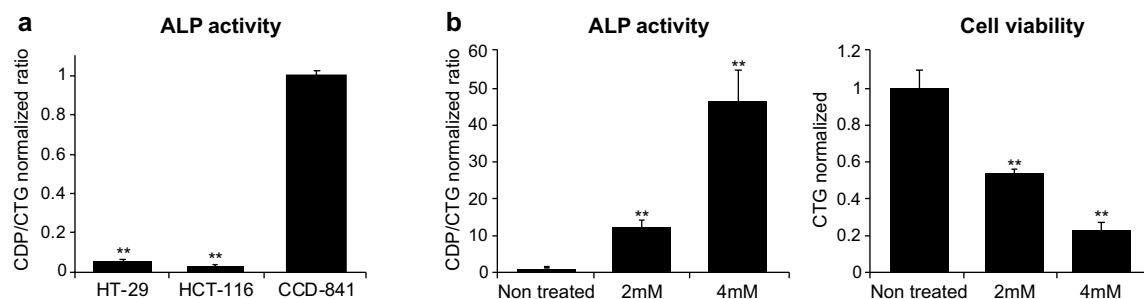 a
ALP activity
CDP/CTG normalized ratio
1
0.8
0.6
0.4
0.2
0
**
**
HT-29 HCT-116 CCD-841
b
ALP activity
CDP/CTG normalized ratio
60
50
40
30
20
10
0
**
**
Non treated 2mM 4mM
Cell viability
CTG normalized
1.2
1
0.8
0.6
0.4
0.2
0
**
**
Non treated 2mM 4mM